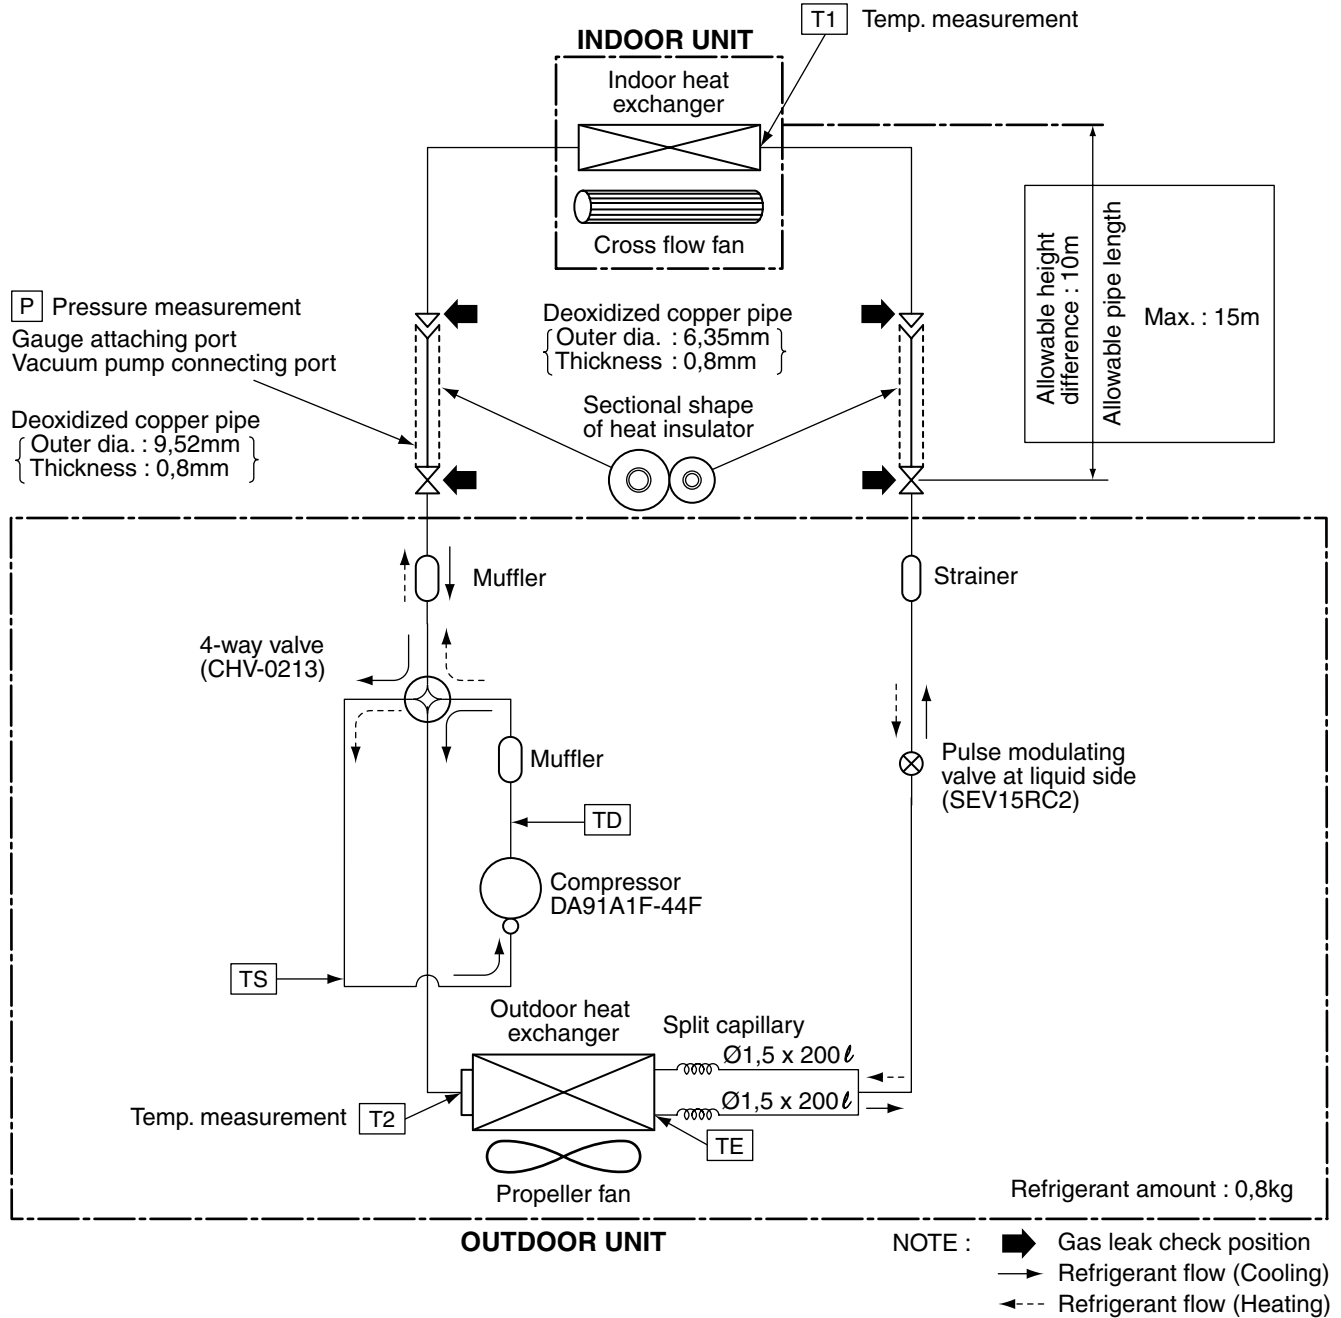 T1 Temp. measurement
INDOOR UNIT
Indoor heat
exchanger
Cross flow fan
P Pressure measurement
Gauge attaching port
Vacuum pump connecting port
Deoxidized copper pipe
Outer dia. : 9,52mm
Thickness : 0,8mm
Deoxidized copper pipe
Outer dia. : 6,35mm
Thickness : 0,8mm
Sectional shape
of heat insulator
Allowable height
difference : 10m
Allowable pipe length
Max. : 15m
Muffler
Strainer
4-way valve
(CHV-0213)
Muffler
Pulse modulating
valve at liquid side
(SEV15RC2)
TD
Compressor
DA91A1F-44F
TS
Outdoor heat
exchanger
Split capillary
Ø1,5 x 200ℓ
Ø1,5 x 200ℓ
Temp. measurement T2
TE
Propeller fan
Refrigerant amount : 0,8kg
OUTDOOR UNIT
NOTE :
Gas leak check position
Refrigerant flow (Cooling)
Refrigerant flow (Heating)